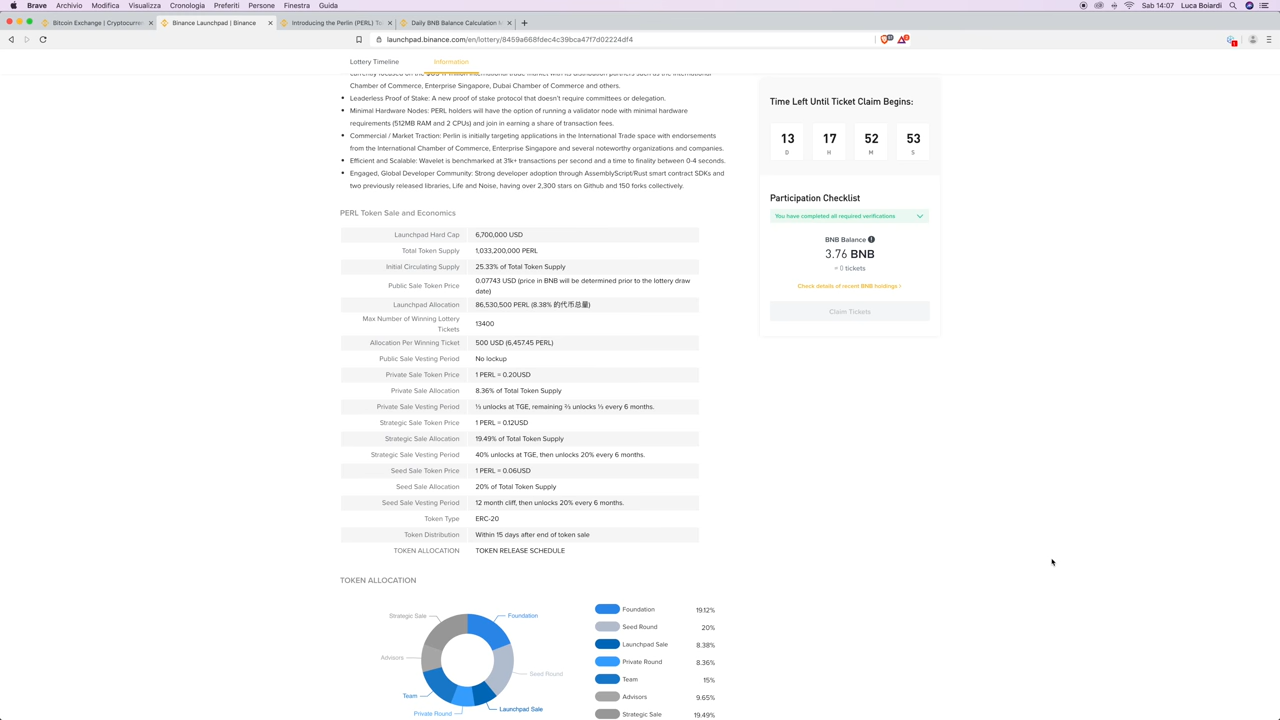 Brave Archivio Modifica Visualizza Cronologia Preferiti Persone Finestra Guida
Sab 14:07 Luca Boiardi
Bitcoin Exchange | Cryptocurre
Binance Launchpad | Binance
Introducing the Perlin (PERL) To
Daily BNB Balance Calculation
launchpad.binance.com/en/lottery/8459a668fdec4c39bca47f7d02224df4
Lottery Timeline
Information
Chamber of Commerce, Enterprise Singapore, Dubai Chamber of Commerce and others.
Leaderless Proof of Stake: A new proof of stake protocol that doesn't require committees or delegation.
Minimal Hardware Node: PERL holders will have the option of running a validator node with minimal hardware
requirements (512MB RAM and 2 CPUs) and join in earning a share of transaction fees.
Commercial / Market Traction: Perlin is initially targeting applications in the International Trade space with endorsements
from the International Chamber of Commerce, Enterprise Singapore and several noteworthy organizations and companies.
Efficient and Scalable: Wavelet is benchmarked at 31k+ transactions per second and a time to finality between 0-4 seconds.
Engaged, Global Developer Community: Strong developer adoption through AssemblyScript/Rust smart contract SDKs and
two previously released libraries, Life and Noise, having over 2,300 stars on Github and 150 forks collectively.
PERL Token Sale and Economics
Launchpad Hard Cap 6,700,000 USD
Total Token Supply 1,033,200,000 PERL
Initial Circulating Supply 25.33% of Total Token Supply
Public Sale Token Price 0.07743 USD (price in BNB will be determined prior to the lottery draw
date)
Launchpad Allocation 86,530,500 PERL (8.38% 的代币总量)
Max Number of Winning Lottery
Tickets 13400
Allocation Per Winning Ticket 500 USD (6,457.45 PERL)
Public Sale Vesting Period No lockup
Private Sale Token Price 1 PERL = 0.20USD
Private Sale Allocation 8.36% of Total Token Supply
Private Sale Vesting Period ⅓ unlocks at TGE, remaining ⅔ unlocks ⅓ every 6 months.
Strategic Sale Token Price 1 PERL = 0.12USD
Strategic Sale Allocation 19.49% of Total Token Supply
Strategic Sale Vesting Period 40% unlocks at TGE, then unlocks 20% every 6 months.
Seed Sale Token Price 1 PERL = 0.06USD
Seed Sale Allocation 20% of Total Token Supply
Seed Sale Vesting Period 12 month cliff, then unlocks 20% every 6 months.
Token Type ERC-20
Token Distribution Within 15 days after end of token sale
TOKEN ALLOCATION TOKEN RELEASE SCHEDULE
TOKEN ALLOCATION
Strategic Sale
Foundation
Advisors
Seed Round
Team
Launchpad Sale
Private Round
Foundation 19.12%
Seed Round 20%
Launchpad Sale 8.38%
Private Round 8.36%
Team 15%
Advisors 9.65%
Strategic Sale 19.49%
Time Left Until Ticket Claim Begins:
13 17 52 53
D H M S
Participation Checklist
You have completed all required verifications
BNB Balance
3.76 BNB
= 0 tickets
Check details of recent BNB holdings >
Claim Tickets